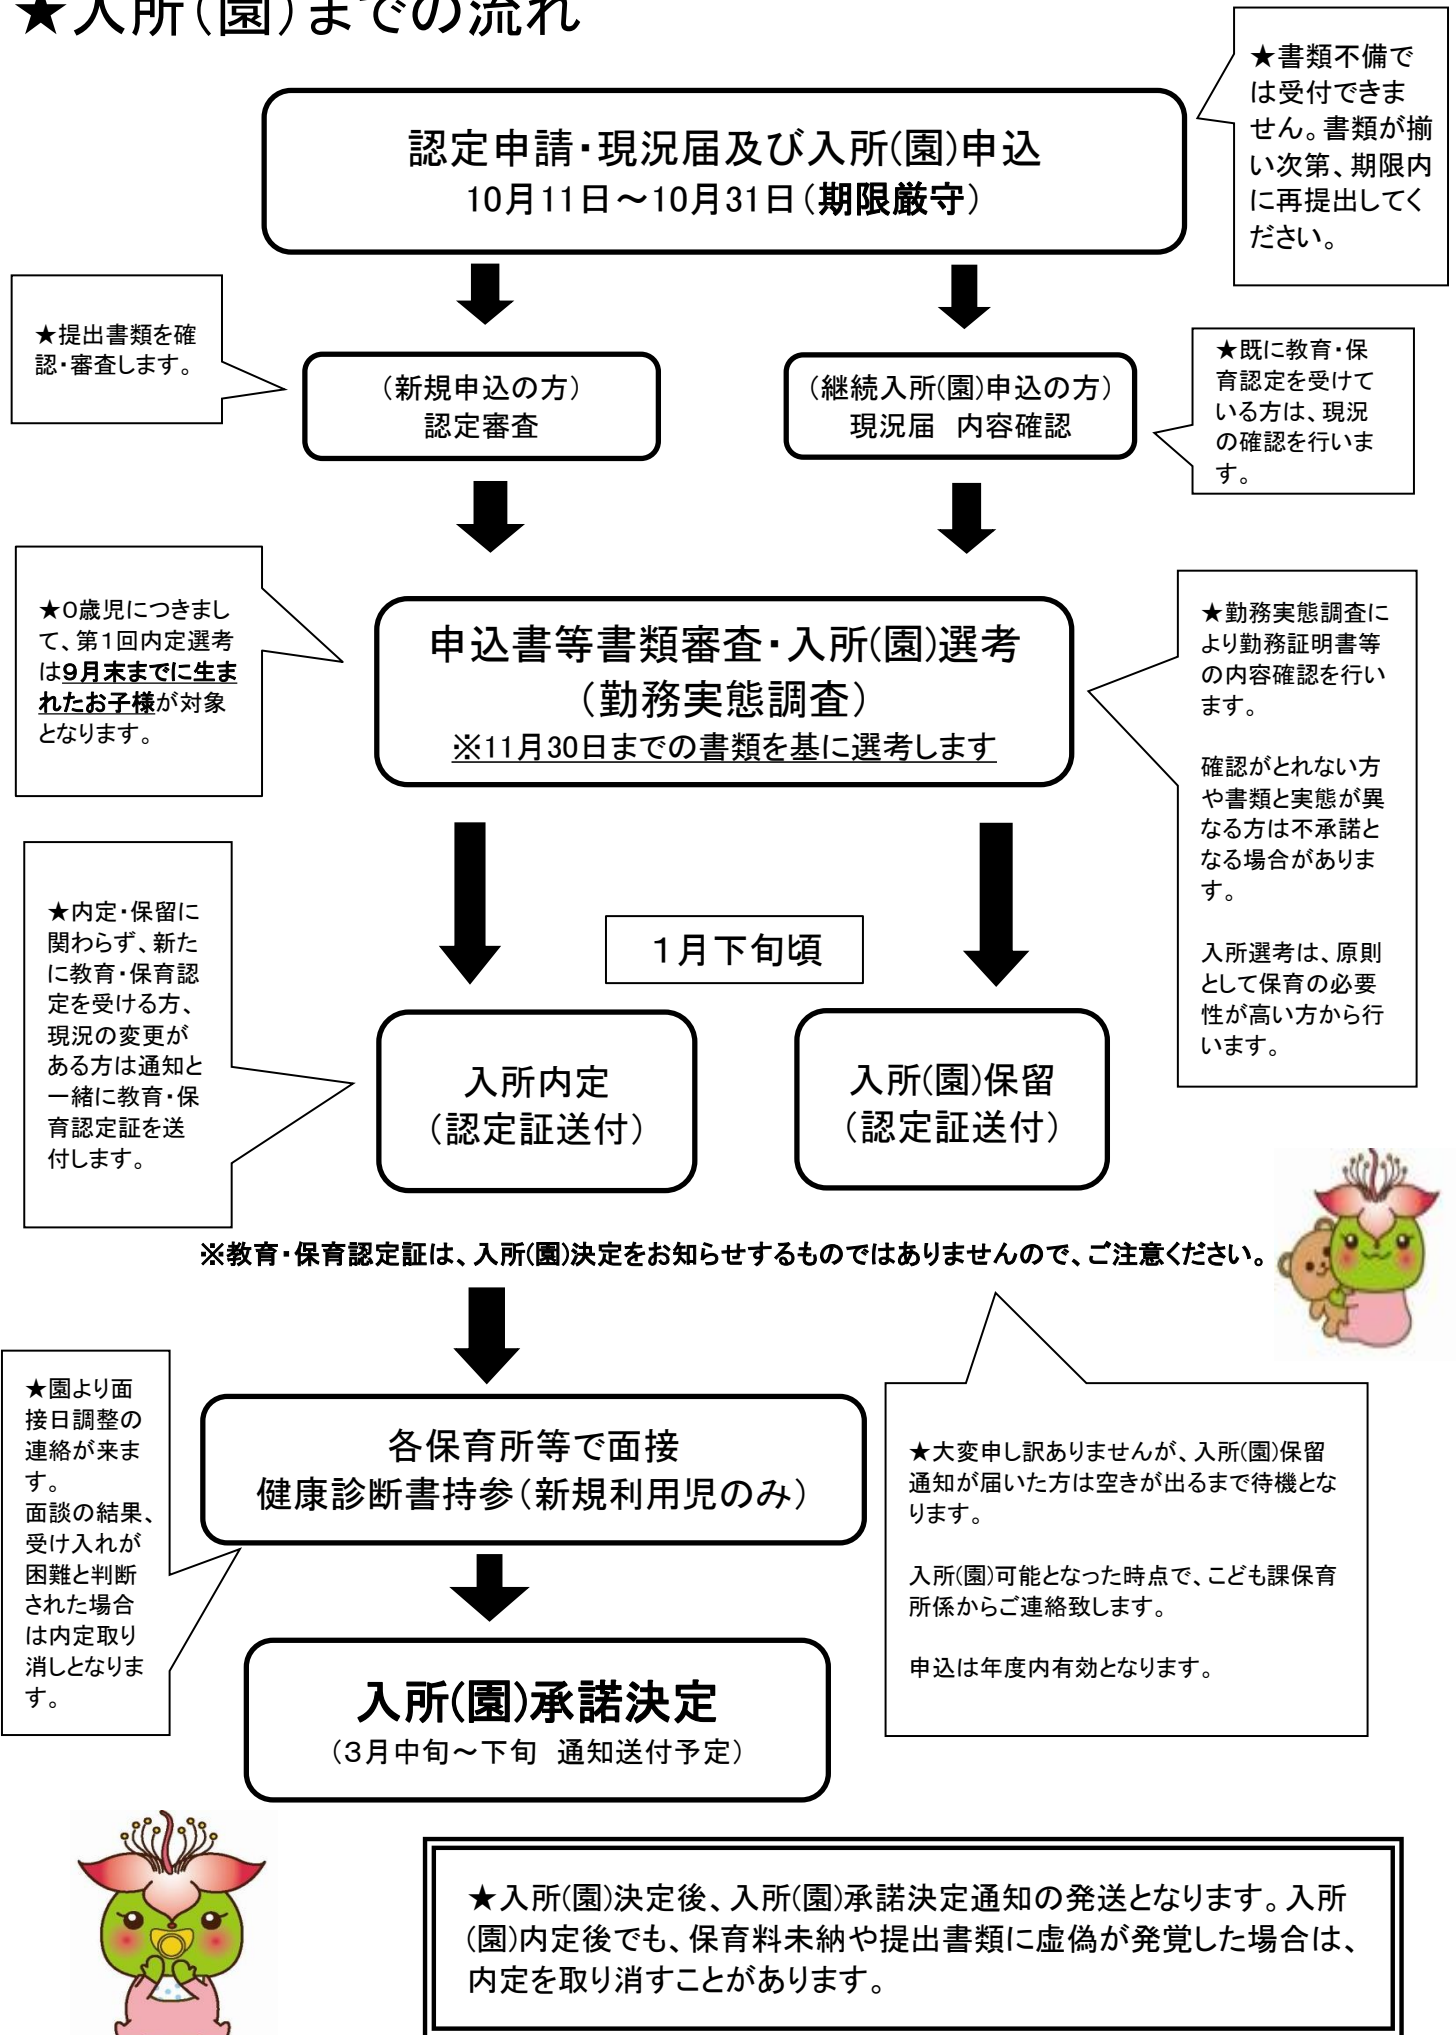 ★入所(園)までの流れ
★書類不備で
は受付できま
せん。書類が揃
い次第、期限内
に再提出してく
ださい。
認定申請・現況届及び入所(園)申込
10月11日～10月31日(期限厳守)
★提出書類を確
認・審査します。
(新規申込の方)
認定審査
(継続入所(園)申込の方)
現況届　内容確認
★既に教育・保
育認定を受けて
いる方は、現況
の確認を行いま
す。
★0歳児につきまし
て、第1回内定選考
は9月末までに生ま
れたお子様が対象
となります。
申込書等書類審査・入所(園)選考
(勤務実態調査)
※11月30日までの書類を基に選考します
★勤務実態調査に
より勤務証明書等
の内容確認を行い
ます。
確認がとれない方
や書類と実態が異
なる方は不承諾と
なる場合がありま
す。
入所選考は、原則
として保育の必要
性が高い方から行
います。
★内定・保留に
関わらず、新た
に教育・保育認
定を受ける方、
現況の変更が
ある方は通知と
一緒に教育・保
育認定証を送
付します。
1月下旬頃
入所内定
(認定証送付)
入所(園)保留
(認定証送付)
※教育・保育認定証は、入所(園)決定をお知らせするものではありませんので、ご注意ください。
★園より面
接日調整の
連絡が来ま
す。
面談の結果、
受け入れが
困難と判断
された場合
は内定取り
消しとなりま
す。
各保育所等で面接
健康診断書持参(新規利用児のみ)
★大変申し訳ありませんが、入所(園)保留
通知が届いた方は空きが出るまで待機とな
ります。
入所(園)可能となった時点で、こども課保育
所係からご連絡致します。
申込は年度内有効となります。
入所(園)承諾決定
(3月中旬～下旬　通知送付予定)
★入所(園)決定後、入所(園)承諾決定通知の発送となります。入所
(園)内定後でも、保育料未納や提出書類に虚偽が発覚した場合は、
内定を取り消すことがあります。